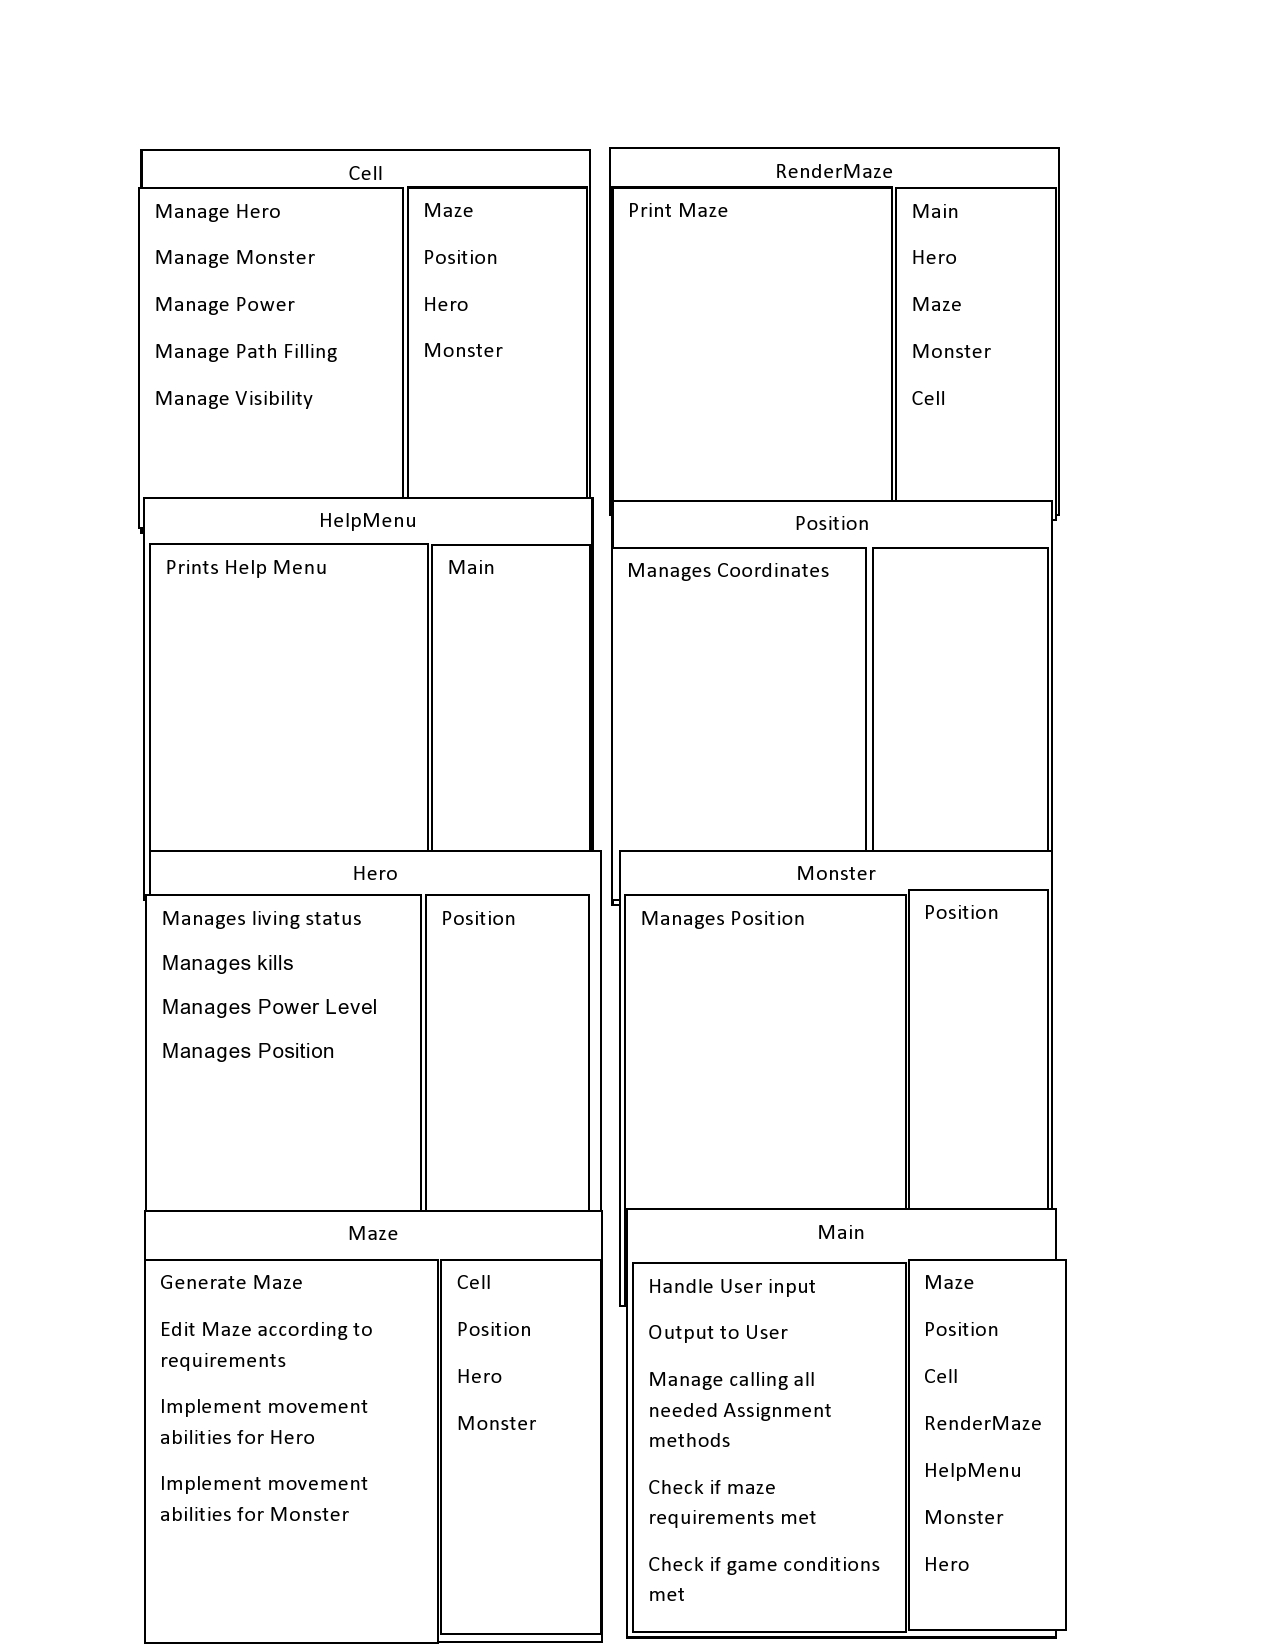 Cell
Manage Hero
Manage Monster
Manage Power
Manage Path Filling
Manage Visibility
Maze
Position
Hero
Monster
RenderMaze
Print Maze
Main
Hero
Maze
Monster
Cell
HelpMenu
Prints Help Menu
Main
Position
Manages Coordinates
Hero
Manages living status
Manages kills
Manages Power Level
Manages Position
Position
Monster
Manages Position
Position
Maze
Generate Maze
Edit Maze according to
requirements
Implement movement
abilities for Hero
Implement movement
abilities for Monster
Cell
Position
Hero
Monster
Main
Handle User input
Output to User
Manage calling all
needed Assignment
methods
Check if maze
requirements met
Check if game conditions
met
Maze
Position
Cell
RenderMaze
HelpMenu
Monster
Hero